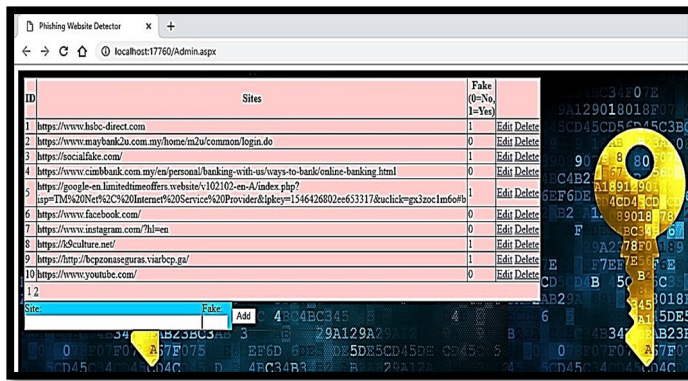 Phishing Website Detector
localhost:17760/Admin.aspx
ID Sites Fake (0=No, 1=Yes)
1 https://www.hsbc-direct.com 1 Edit Delete
2 https://www.maybank2u.com.my/home/m2u/common/login.do 0 Edit Delete
3 https://socialfake.com/ 1 Edit Delete
4 https://www.cimbbank.com.my/en/personal/banking-with-us/ways-to-bank/online-banking.html 0 Edit Delete
5 https://google-en.limitedtimeoffers.website/v102102-en-A/index.php?
isp=TM%20Net%2C%20Internet%20Service%20Provider&lpkey=1546426802ee653317&uclick=gx3zoc1m6o#b 1 Edit Delete
6 https://www.facebook.com/ 0 Edit Delete
7 https://www.instagram.com/?hl=en 0 Edit Delete
8 https://k9culture.net/ 1 Edit Delete
9 https://http://bcpzonaseguras.viarbcp.ga/ 1 Edit Delete
10 https://www.youtube.com/ 0 Edit Delete
1 2
Site: Fake:
Add